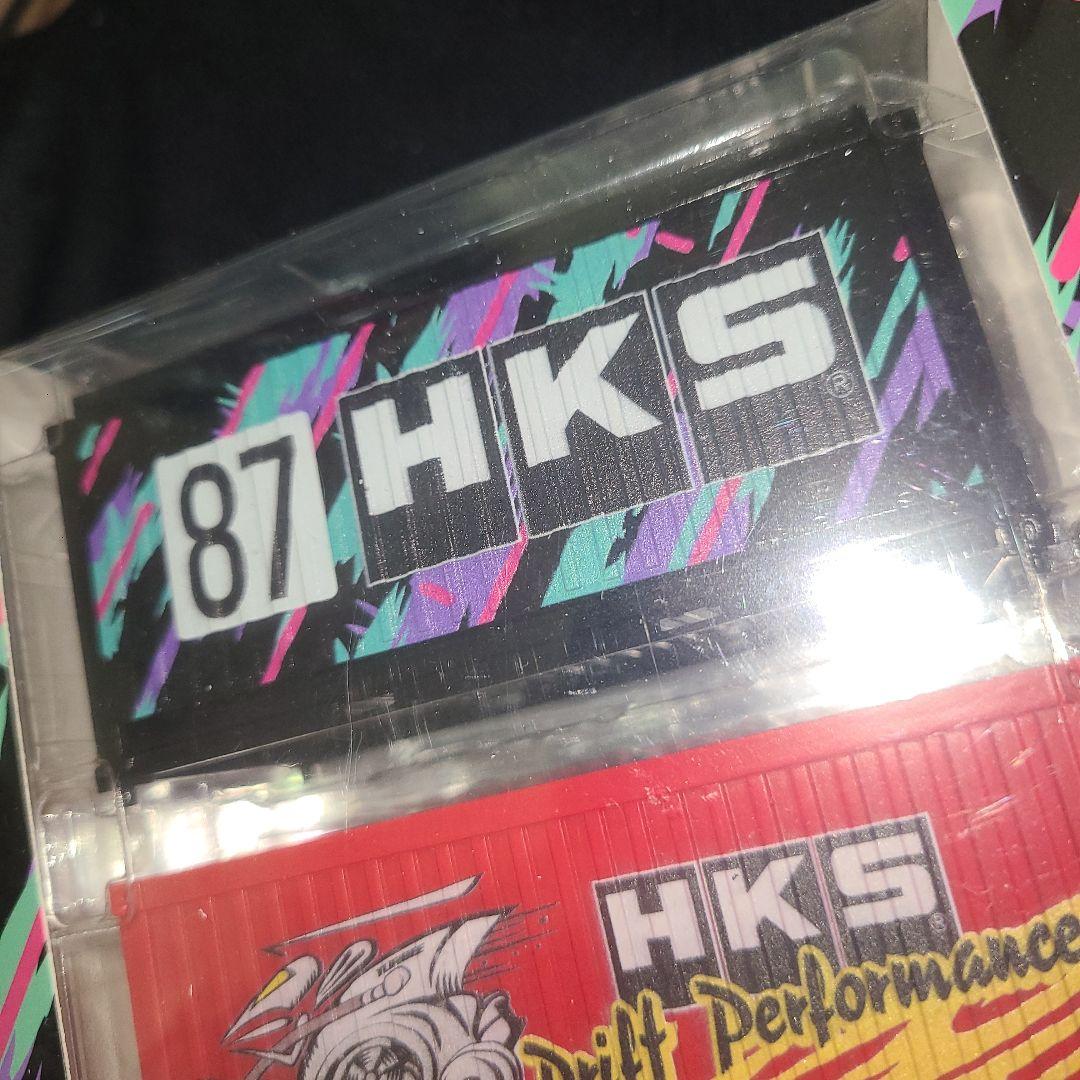 87 HKS®
HKS®
Drift Performance